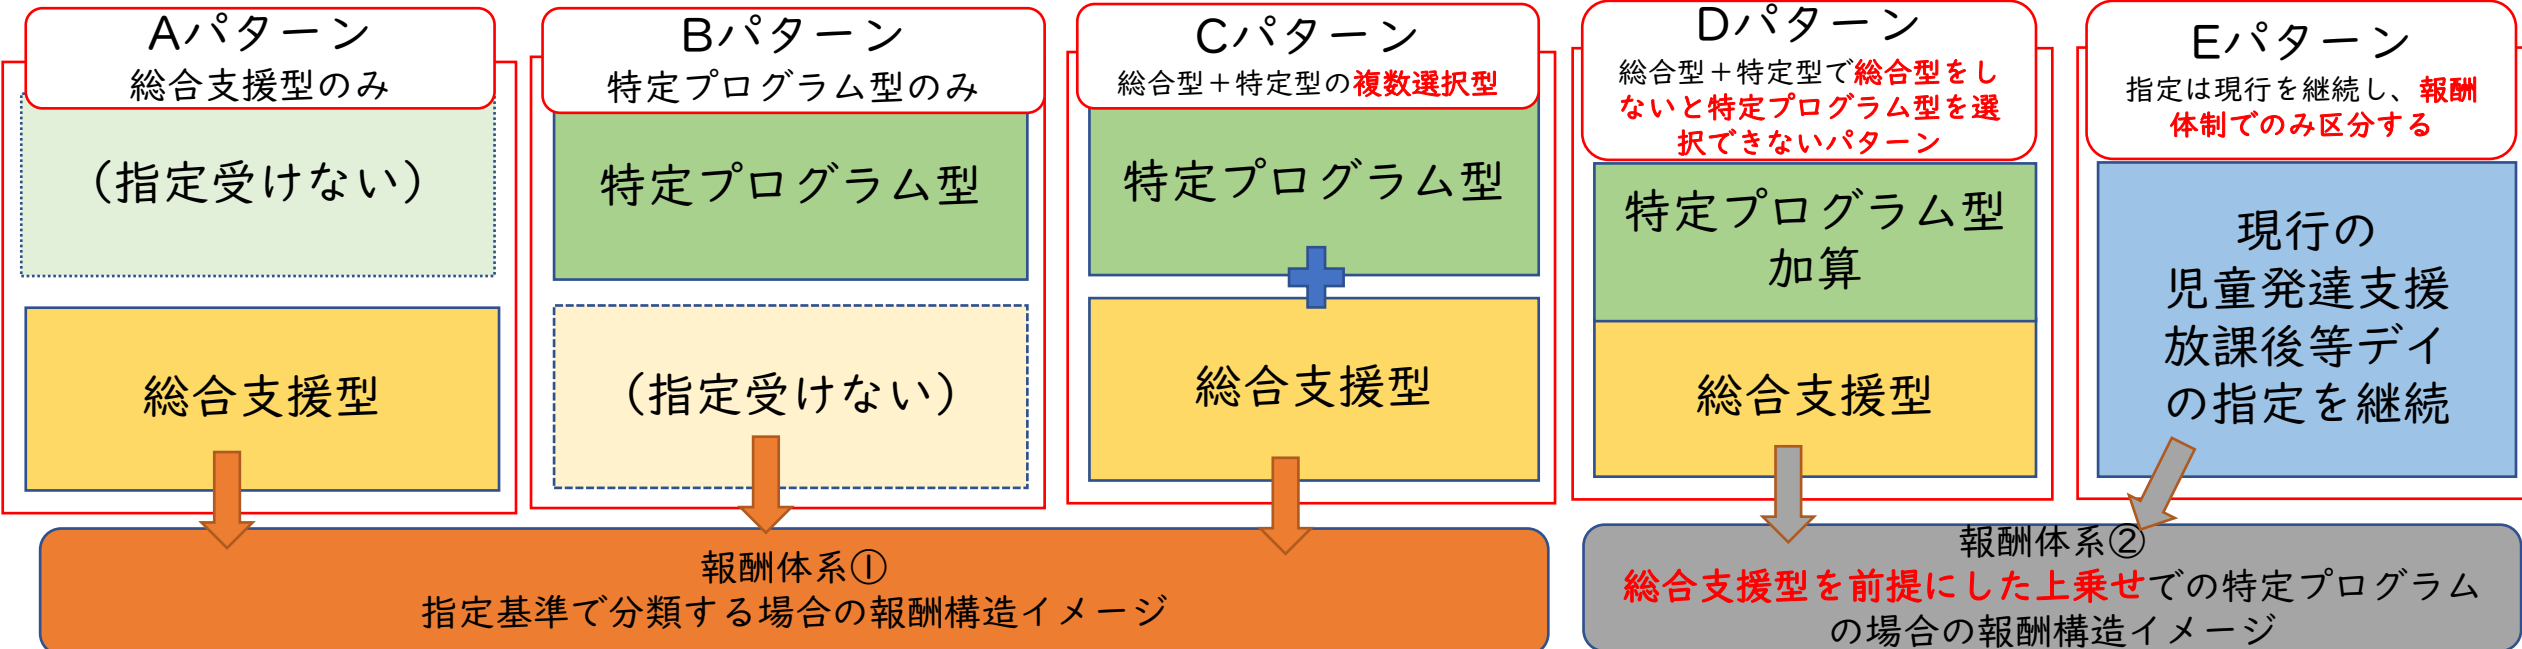 Aパターン
総合支援型のみ
（指定受けない）
総合支援型
Bパターン
特定プログラム型のみ
特定プログラム型
（指定受けない）
Cパターン
総合型＋特定型の複数選択型
特定プログラム型
総合支援型
Dパターン
総合型＋特定型で総合型をし
ないと特定プログラム型を選
択できないパターン
特定プログラム型
加算
総合支援型
Eパターン
指定は現行を継続し、報酬
体制でのみ区分する
現行の
児童発達支援
放課後等デイ
の指定を継続
報酬体系①
指定基準で分類する場合の報酬構造イメージ
報酬体系②
総合支援型を前提にした上乗せでの特定プログラム
の場合の報酬構造イメージ